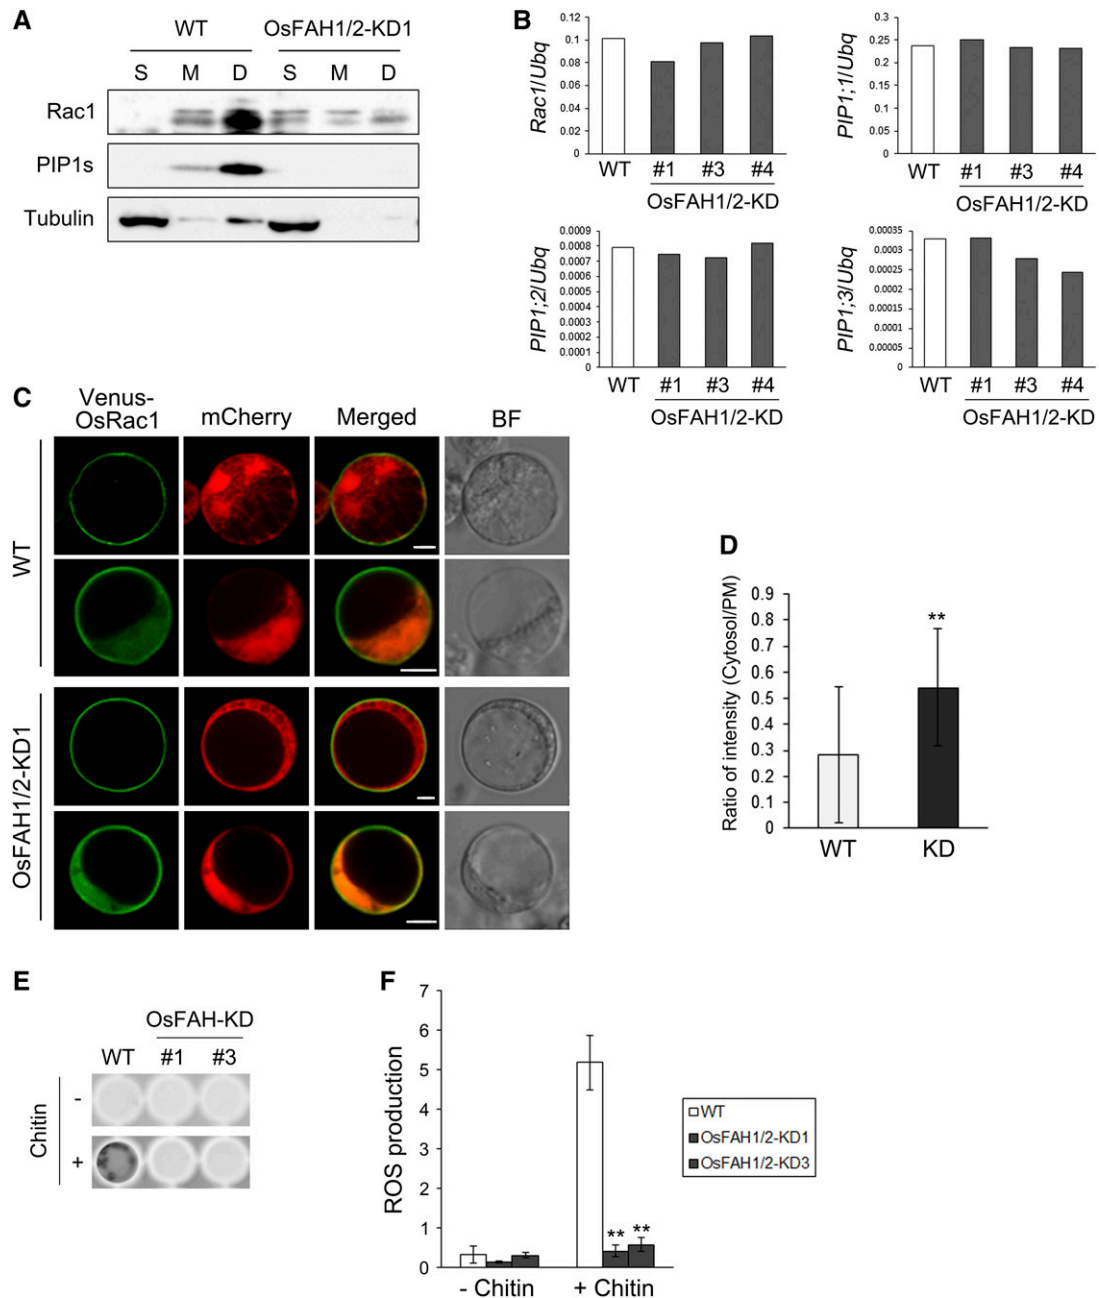 A
WT OsFAH1/2-KD1
S M D S M D
Rac1
PIP1s
Tubulin
B
Rac1/Ubq
0.12
0.1
0.08
0.06
0.04
0.02
0
WT #1 #3 #4
OsFAH1/2-KD
PIP1;1/Ubq
0.3
0.25
0.2
0.15
0.1
0.05
0
WT #1 #3 #4
OsFAH1/2-KD
PIP1;2/Ubq
0.0009
0.0008
0.0007
0.0006
0.0005
0.0004
0.0003
0.0002
0.0001
0
WT #1 #3 #4
OsFAH1/2-KD
PIP1;3/Ubq
0.00035
0.0003
0.00025
0.0002
0.00015
0.0001
0.00005
0
WT #1 #3 #4
OsFAH1/2-KD
C
Venus-
OsRac1 mCherry Merged BF
WT
OsFAH1/2-KD1
D
Ratio of intensity (Cytosol/PM)
0.9
0.8
0.7
0.6
0.5
0.4
0.3
0.2
0.1
0
**
WT KD
E
OsFAH-KD
WT #1 #3
Chitin
-
+
F
ROS production
7
6
5
4
3
2
1
0
** **
- Chitin + Chitin
WT
OsFAH1/2-KD1
OsFAH1/2-KD3